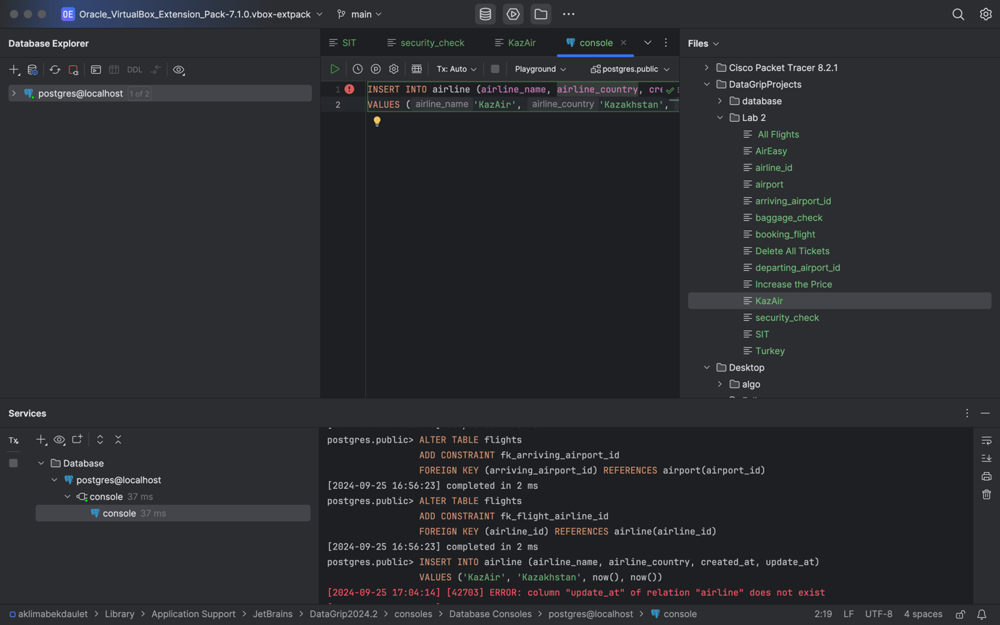 OE Oracle_VirtualBox_Extension_Pack-7.1.0.vbox-extpack main
Database Explorer
DDL
postgres@localhost 1 of 2
SIT security_check KazAir console
Tx: Auto Playground postgres.public
1 INSERT INTO airline (airline_name, airline_country, cre
2 VALUES ( airline_name 'KazAir', airline_country 'Kazakhstan',
Files
Cisco Packet Tracer 8.2.1
DataGripProjects
database
Lab 2
All Flights
AirEasy
airline_id
airport
arriving_airport_id
baggage_check
booking_flight
Delete All Tickets
departing_airport_id
Increase the Price
KazAir
security_check
SIT
Turkey
Desktop
algo
Services
Tx
Database
postgres@localhost
console 37 ms
console 37 ms
postgres.public> ALTER TABLE flights
ADD CONSTRAINT fk_arriving_airport_id
FOREIGN KEY (arriving_airport_id) REFERENCES airport(airport_id)
[2024-09-25 16:56:23] completed in 2 ms
postgres.public> ALTER TABLE flights
ADD CONSTRAINT fk_flight_airline_id
FOREIGN KEY (airline_id) REFERENCES airline(airline_id)
[2024-09-25 16:56:23] completed in 2 ms
postgres.public> INSERT INTO airline (airline_name, airline_country, created_at, update_at)
VALUES ('KazAir', 'Kazakhstan', now(), now())
[2024-09-25 17:04:14] [42703] ERROR: column "update_at" of relation "airline" does not exist
aklimabekdaulet > Library > Application Support > JetBrains > DataGrip2024.2 > consoles > Database Consoles > postgres@localhost > console 2:19 LF UTF-8 4 spaces